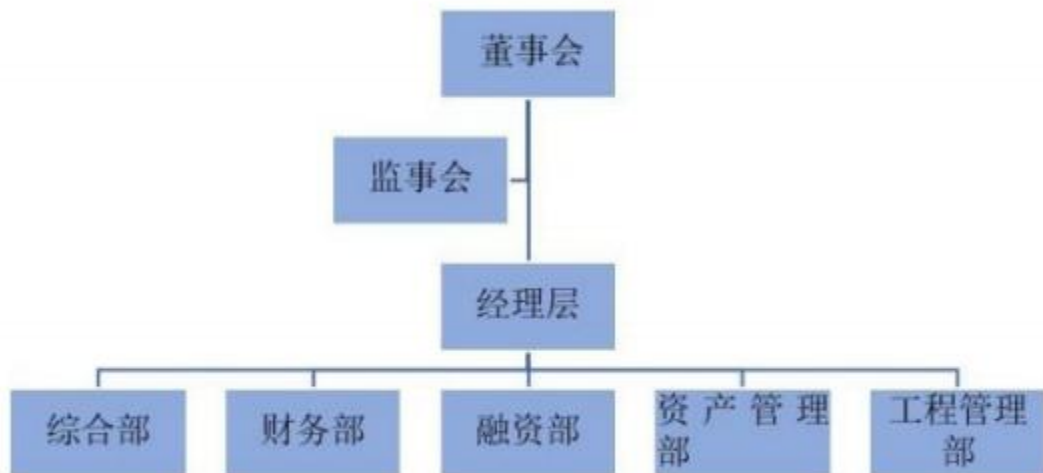 董事会
监事会
经理层
综合部
财务部
融资部
资产管理
部
工程管理
部